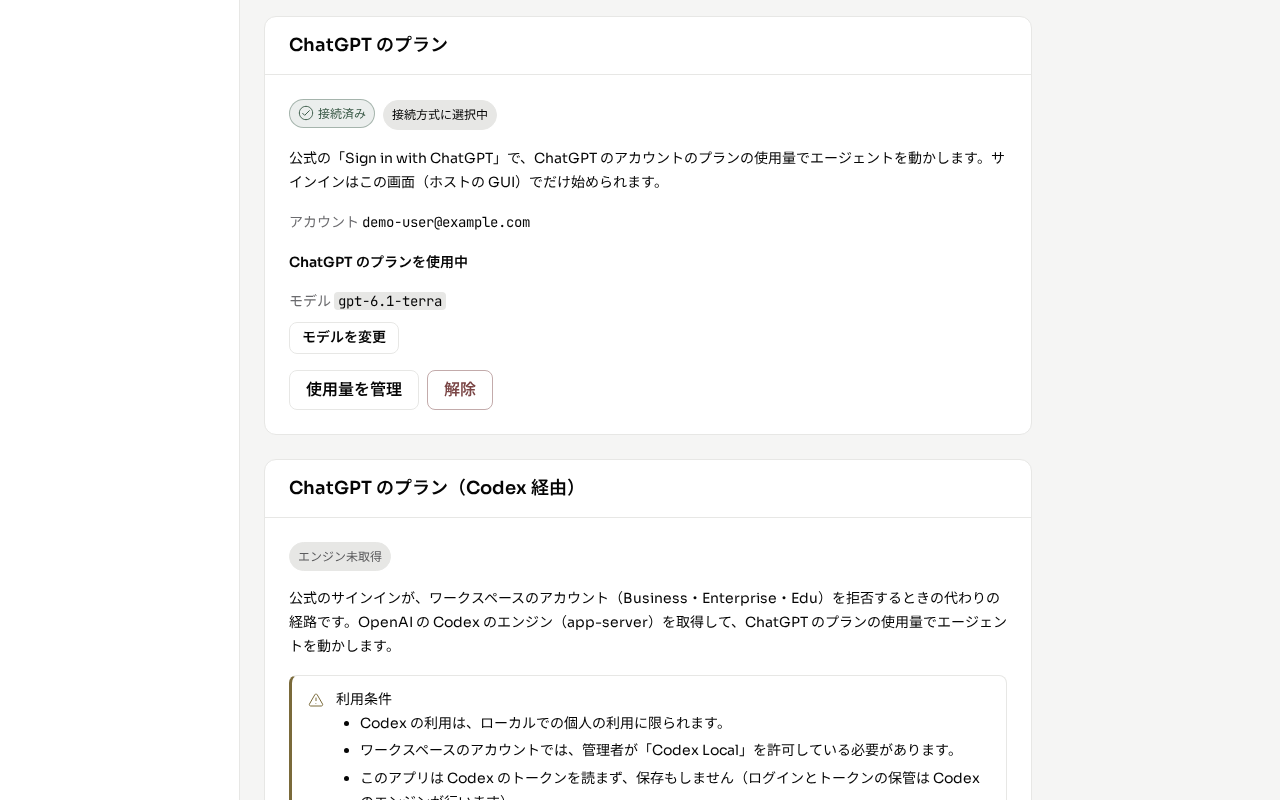 ChatGPT のプラン
接続済み
接続方式に選択中
公式の「Sign in with ChatGPT」で、ChatGPT のアカウントのプランの使用量でエージェントを動かします。サ
インインはこの画面（ホストの GUI）でだけ始められます。
アカウント demo-user@example.com
ChatGPT のプランを使用中
モデル gpt-6.1-terra
モデルを変更
使用量を管理
解除
ChatGPT のプラン（Codex 経由）
エンジン未取得
公式のサインインが、ワークスペースのアカウント（Business・Enterprise・Edu）を拒否するときの代わりの
経路です。OpenAI の Codex のエンジン（app-server）を取得して、ChatGPT のプランの使用量でエージェン
トを動かします。
利用条件
Codex の利用は、ローカルでの個人の利用に限られます。
ワークスペースのアカウントでは、管理者が「Codex Local」を許可している必要があります。
このアプリは Codex のトークンを読まず、保存もしません（ログインとトークンの保管は Codex
のエンジンが行います）。